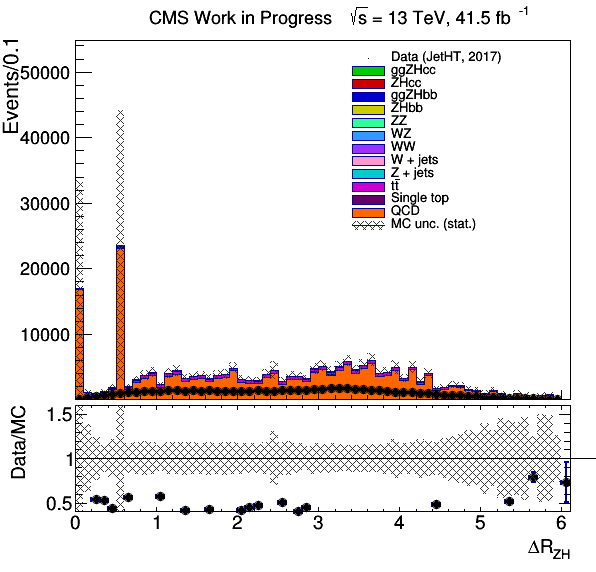 CMS Work in Progress √s = 13 TeV, 41.5 fb⁻¹
Events/0.1
50000
40000
30000
20000
10000
Data (JetHT, 2017)
ggZHcc
ZHcc
ggZHbb
ZHbb
ZZ
WZ
WW
W + jets
Z + jets
tt̄
Single top
QCD
MC unc. (stat.)
Data/MC
1.5
1
0.5
0 1 2 3 4 5 6
ΔR_ZH